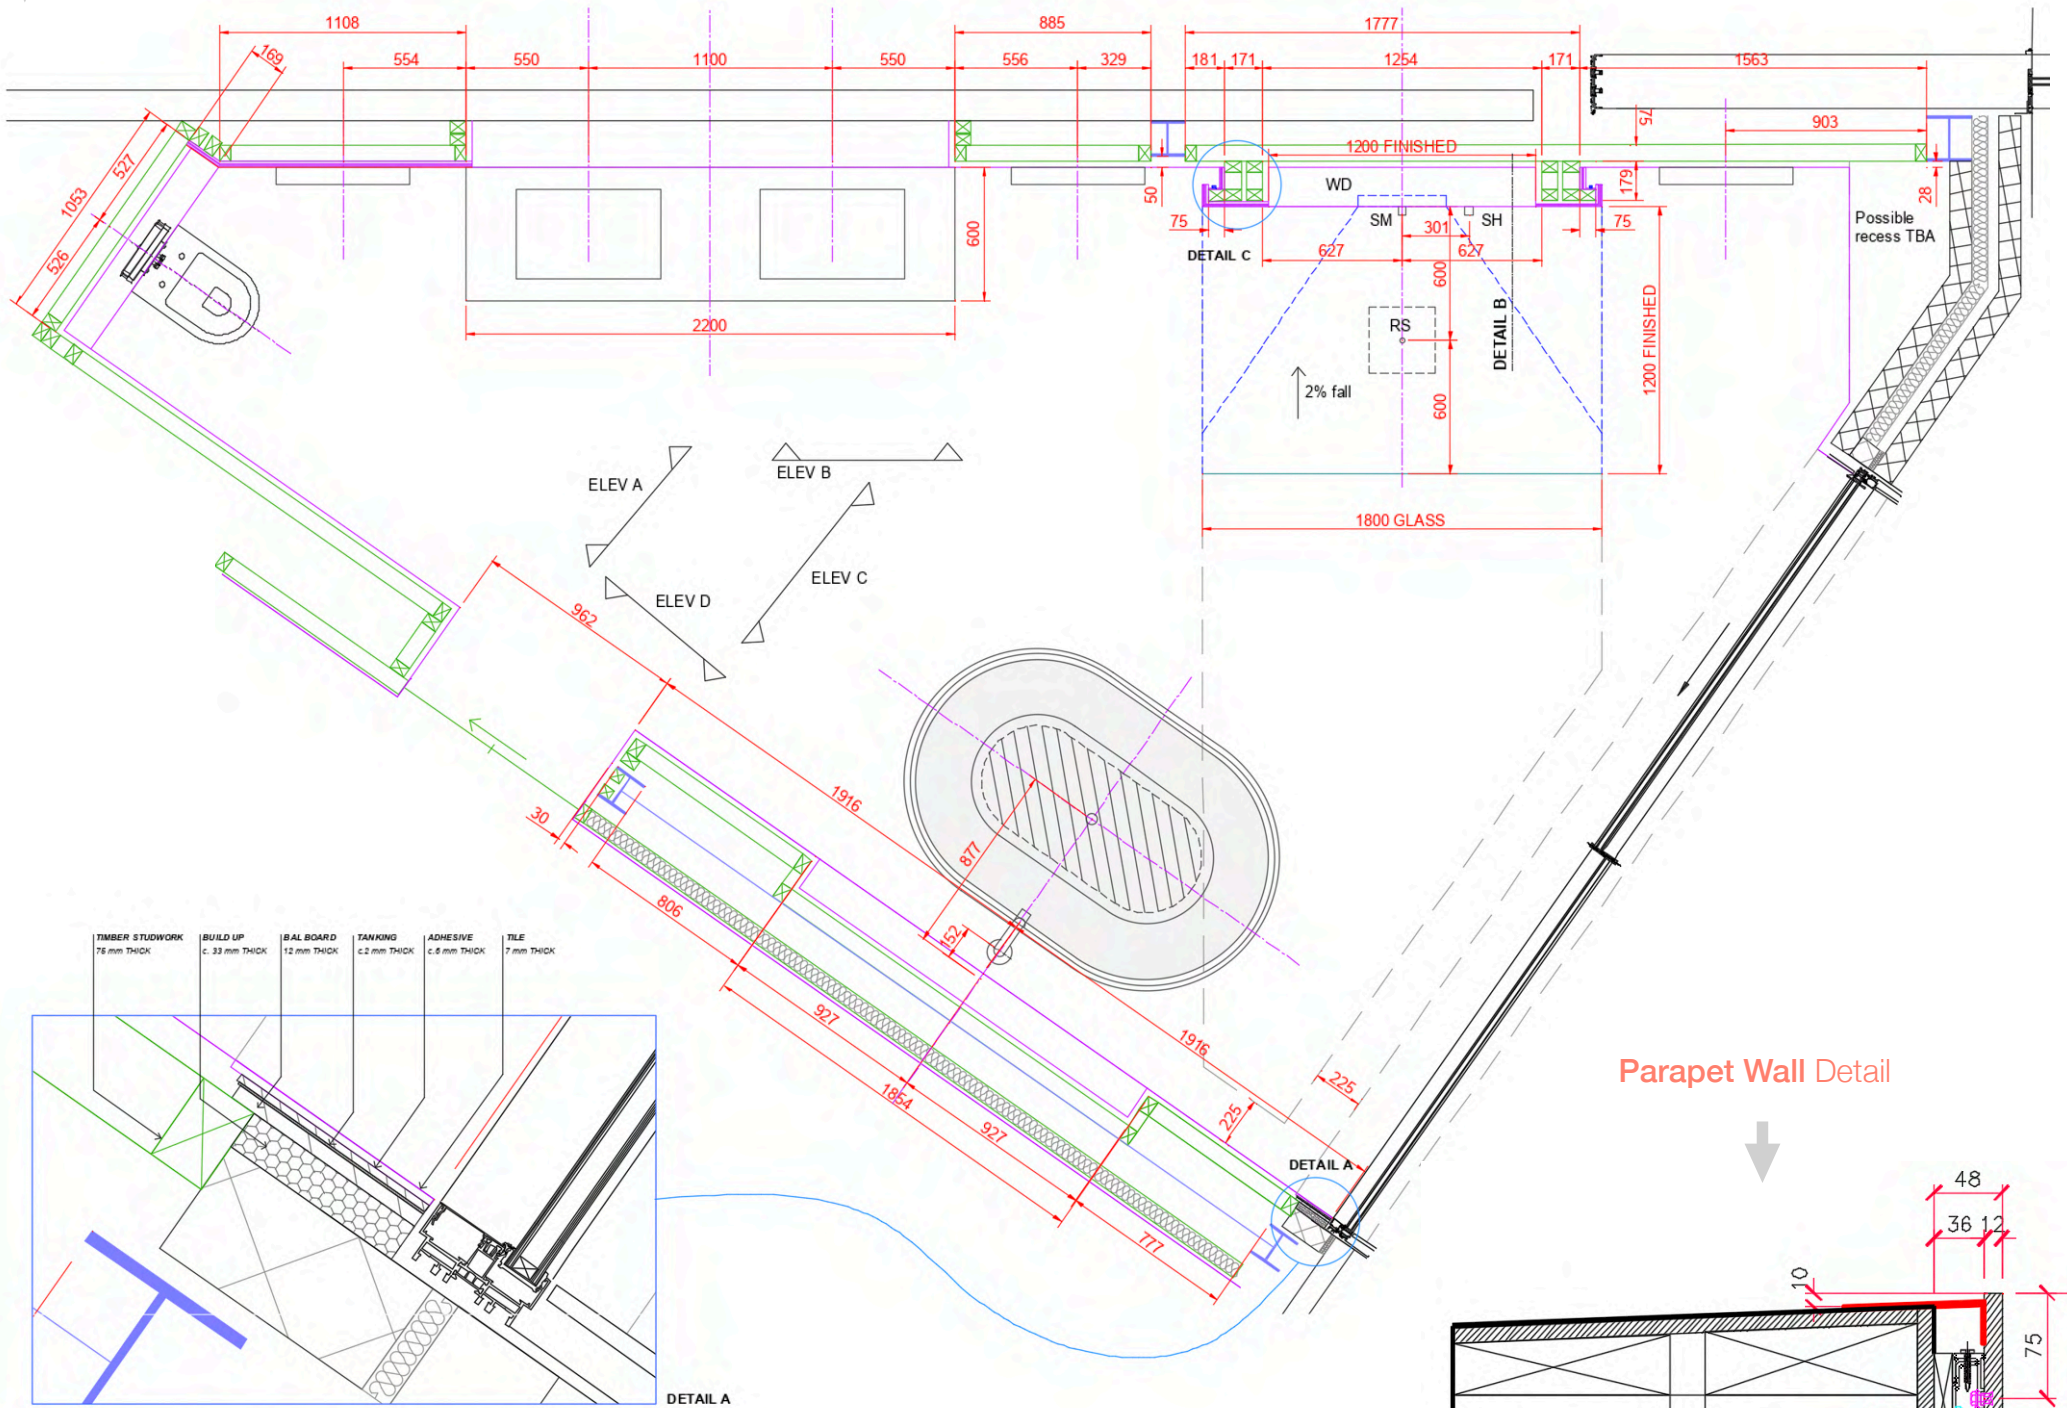 1108
885
1777
169
554
550
1100
550
556
329
181
171
1254
171
1563
75
903
527
1053
526
1200 FINISHED
WD
50
179
28
SM
SH
75
301
75
Possible
recess TBA
600
DETAIL C
627
627
600
DETAIL B
1200 FINISHED
2200
RS
2% fall
600
ELEV A
ELEV B
1800 GLASS
ELEV C
ELEV D
962
1916
30
877
806
152
TIMBER STUDWORK
75 mm THICK
BUILD UP
c. 33 mm THICK
BAL BOARD
12 mm THICK
TANKING
c.2 mm THICK
ADHESIVE
c.6 mm THICK
TILE
7 mm THICK
927
1916
1854
225
225
927
Parapet Wall Detail
DETAIL A
777
48
36 12
10
75
DETAIL A